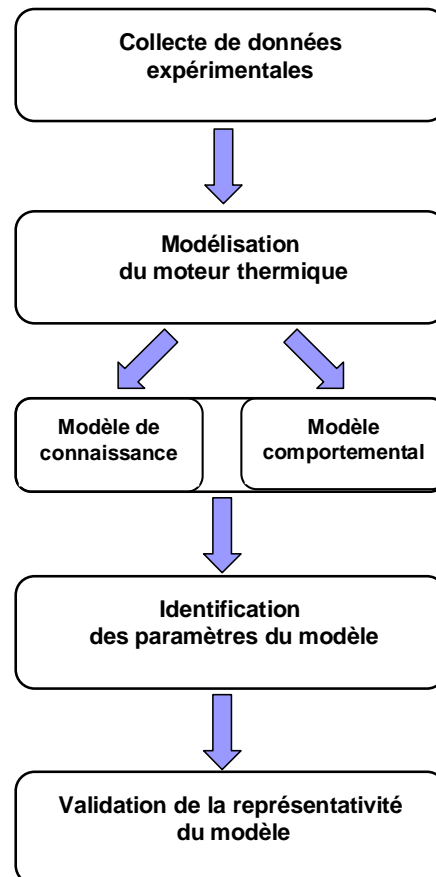 Collecte de données
expérimentales
Modélisation
du moteur thermique
Modèle de
connaissance
Modèle
comportemental
Identification
des paramètres du modèle
Validation de la représentativité
du modèle